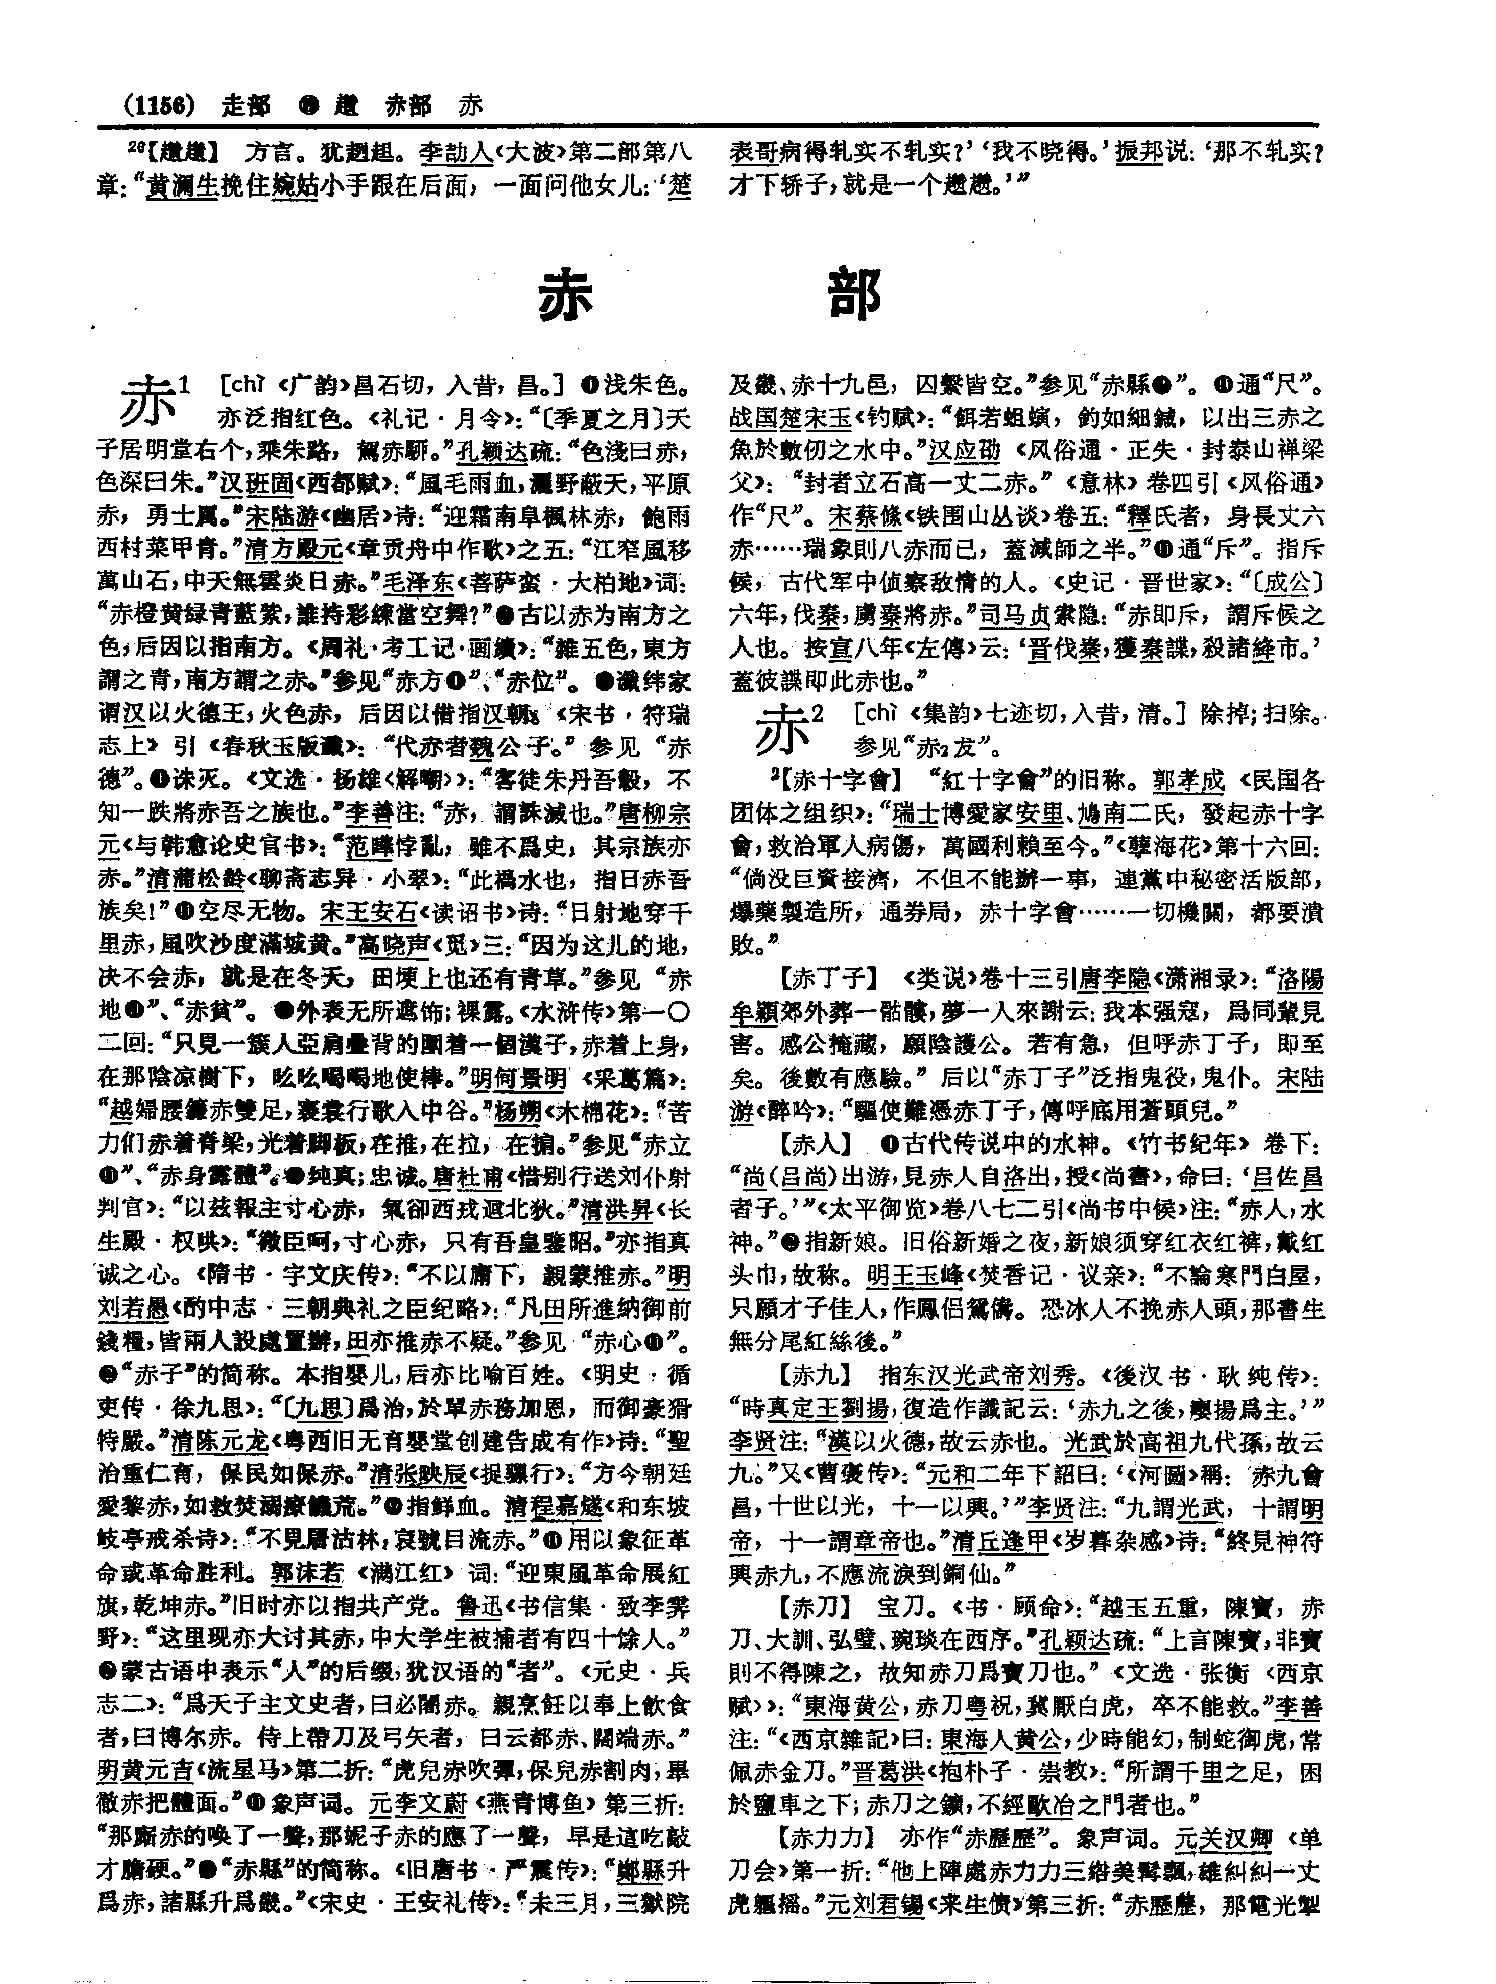 (1156) 走部 趲 赤部 赤
26【趲趲】 方言。犹趔趄。李劼人《大波》第二部第八
章：“黄澜生挽住婉姑小手跟在后面，一面问他女儿：‘楚
表哥病得轧实不轧实？’‘我不晓得。’振邦说：‘那不轧实？
才下轿子，就是一个趲趲。’”
赤 部
赤1 [chì《广韵》昌石切，入昔，昌。] ❶浅朱色。
亦泛指红色。《礼记·月令》：“〔季夏之月〕天
子居明堂右个，乘朱路，駕赤駵。”孔颖达疏：“色淺曰赤，
色深曰朱。”汉班固《西都赋》：“風毛雨血，灑野蔽天，平原
赤，勇士厲。”宋陆游《幽居》诗：“迎霜南阜楓林赤，飽雨
西村菜甲青。”清方殿元《章贡舟中作歌》之五：“江窄風移
萬山石，中天無雲炎日赤。”毛泽东《菩萨蛮·大柏地》词：
“赤橙黄绿青藍紫，誰持彩練當空舞？”❷古以赤为南方之
色，后因以指南方。《周礼·考工记·画缋》：“雜五色，東方
謂之青，南方謂之赤。”参见“赤方❶”、“赤位”。❸谶纬家
谓汉以火德王，火色赤，后因以借指汉朝。《宋书·符瑞
志上》引《春秋玉版讖》：“代赤者魏公子。”参见“赤
德”。❹诛灭。《文选·扬雄〈解嘲〉》：“客徒朱丹吾轂，不
知一跌將赤吾之族也。”李善注：“赤，謂誅滅也。”唐柳宗
元《与韩愈论史官书》：“范曄悖亂，雖不爲史，其宗族亦
赤。”清蒲松龄《聊斋志异·小翠》：“此禍水也，指日赤吾
族矣！”❺空尽无物。宋王安石《读诏书》诗：“日射地穿千
里赤，風吹沙度滿城黄。”高晓声《觅》三：“因为这儿的地，
决不会赤，就是在冬天，田埂上也还有青草。”参见“赤
地❶”、“赤貧”。❻外表无所遮饰；裸露。《水浒传》第一〇
二回：“只見一簇人亞肩疊背的圍着一個漢子，赤着上身，
在那陰凉樹下，吆吆喝喝地使棒。”明何景明《采葛篇》：
“越婦腰鐮赤雙足，褰裳行歌入中谷。”杨朔《木棉花》：“苦
力们赤着脊梁，光着脚板，在推，在拉，在掮。”参见“赤立
❶”、“赤身露體”。❼纯真；忠诚。唐杜甫《惜别行送刘仆射
判官》：“以兹報主寸心赤，氣卻西戎迴北狄。”清洪昇《长
生殿·权哄》：“微臣呵，寸心赤，只有吾皇鑒昭。”亦指真
诚之心。《隋书·宇文庆传》：“不以庸下，親蒙推赤。”明
刘若愚《酌中志·三朝典礼之臣纪略》：“凡田所進納御前
錢糧，皆兩人設處置辦，田亦推赤不疑。”参见“赤心❶”。
❽“赤子”的简称。本指婴儿，后亦比喻百姓。《明史·循
吏传·徐九思》：“〔九思〕爲治，於單赤務加恩，而御豪猾
特嚴。”清陈元龙《粤西旧无育婴堂创建告成有作》诗：“聖
治重仁育，保民如保赤。”清张映辰《捉骡行》：“方今朝廷
愛黎赤，如救焚溺療饑荒。”❾指鲜血。清程嘉燧《和东坡
岐亭戒杀诗》：“不見屠沽林，哀號目流赤。”❿用以象征革
命或革命胜利。郭沫若《满江红》词：“迎東風革命展紅
旗，乾坤赤。”旧时亦以指共产党。鲁迅《书信集·致李霁
野》：“这里现亦大讨其赤，中大学生被捕者有四十馀人。”
⓫蒙古语中表示“人”的后缀，犹汉语的“者”。《元史·兵
志二》：“爲天子主文史者，曰必闍赤。親烹飪以奉上飲食
者，曰博尔赤。侍上帶刀及弓矢者，曰云都赤、闊端赤。”
明黄元吉《流星马》第二折：“虎兒赤吹彈，保兒赤割肉，畢
徹赤把體面。”⓬象声词。元李文蔚《燕青博鱼》第三折：
“那廝赤的唤了一聲，那妮子赤的應了一聲，早是這吃敲
才膽硬。”⓭“赤縣”的简称。《旧唐书·严震传》：“鄭縣升
爲赤，諸縣升爲畿。”《宋史·王安礼传》：“未三月，三獄院
及畿、赤十九邑，囚繫皆空。”参见“赤縣❷”。⓮通“尺”。
战国楚宋玉《钓赋》：“餌若蛆螾，鈎如細鍼，以出三赤之
魚於數仞之水中。”汉应劭《风俗通·正失·封泰山禅梁
父》：“封者立石高一丈二赤。”《意林》卷四引《风俗通》
作“尺”。宋蔡絛《铁围山丛谈》卷五：“釋氏者，身長丈六
赤……瑞象則八赤而已，蓋減師之半。”⓯通“斥”。指斥
候，古代军中侦察敌情的人。《史记·晋世家》：“〔成公〕
六年，伐秦，虜秦將赤。”司马贞索隐：“赤即斥，謂斥候之
人也。按宣八年《左傳》云：‘晋伐秦，獲秦諜，殺諸絳市。’
蓋彼諜即此赤也。”
赤2 [chì《集韵》七迹切，入昔，清。] 除掉；扫除。
参见“赤2犮”。
2【赤十字會】 “紅十字會”的旧称。郭孝成《民国各
团体之组织》：“瑞士博愛家安里、鳩南二氏，發起赤十字
會，救治軍人病傷，萬國利賴至今。”《孽海花》第十六回：
“倘没巨資接濟，不但不能辦一事，連黨中秘密活版部，
爆藥製造所，通券局，赤十字會……一切機關，都要潰
敗。”
【赤丁子】 《类说》卷十三引唐李隐《潇湘录》：“洛陽
牟穎郊外葬一骷髏，夢一人來謝云：我本强寇，爲同輩見
害。感公掩藏，願陰護公。若有急，但呼赤丁子，即至
矣。後數有應驗。”后以“赤丁子”泛指鬼役，鬼仆。宋陆
游《醉吟》：“驅使難憑赤丁子，傳呼底用蒼頭兒。”
【赤人】 ❶古代传说中的水神。《竹书纪年》卷下：
“尚（吕尚）出游，見赤人自洛出，授《尚書》，命曰：‘吕佐昌
者子。’”《太平御览》卷八七二引《尚书中候》注：“赤人，水
神。”❷指新娘。旧俗新婚之夜，新娘须穿红衣红裤，戴红
头巾，故称。明王玉峰《焚香记·议亲》：“不論寒門白屋，
只願才子佳人，作鳳侣鴛儔。恐冰人不挽赤人頭，那書生
無分尾紅絲後。”
【赤九】 指东汉光武帝刘秀。《後汉书·耿纯传》：
“時真定王劉揚，復造作讖記云：‘赤九之後，癭揚爲主。’”
李贤注：“漢以火德，故云赤也。光武於高祖九代孫，故云
九。”又《曹襃传》：“元和二年下詔曰：‘《河圖》稱：赤九會
昌，十世以光，十一以興。’”李贤注：“九謂光武，十謂明
帝，十一謂章帝也。”清丘逢甲《岁暮杂感》诗：“終見神符
興赤九，不應流淚到銅仙。”
【赤刀】 宝刀。《书·顾命》：“越玉五重，陳寶，赤
刀、大訓、弘璧、琬琰在西序。”孔颖达疏：“上言陳寶，非寶
則不得陳之，故知赤刀爲寶刀也。”《文选·张衡〈西京
赋〉》：“東海黄公，赤刀粤祝，冀厭白虎，卒不能救。”李善
注：“《西京雜記》曰：東海人黄公，少時能幻，制蛇御虎，常
佩赤金刀。”晋葛洪《抱朴子·崇教》：“所謂千里之足，困
於鹽車之下；赤刀之鑛，不經歐冶之門者也。”
【赤力力】 亦作“赤歷歷”。象声词。元关汉卿《单
刀会》第一折：“他上陣處赤力力三綹美髯飄，雄糾糾一丈
虎軀摇。”元刘君锡《来生债》第三折：“赤歷歷，那電光掣